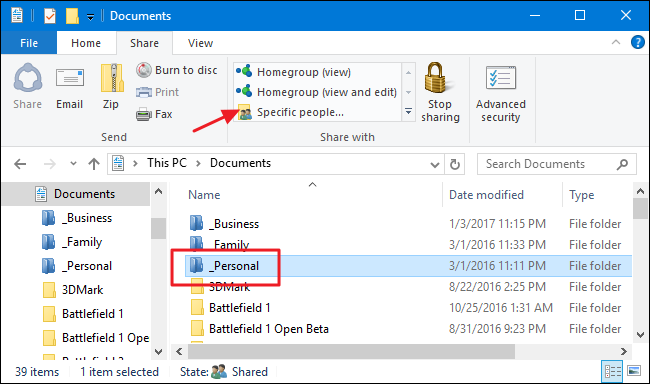 Documents
File Home Share View
Share
Email
Zip
Burn to disc
Print
Fax
Send
Homegroup (view)
Homegroup (view and edit)
Specific people...
Share with
Stop
sharing
Advanced
security
This PC > Documents
Search Documents
Documents
_Business
_Family
_Personal
3DMark
Battlefield 1
Battlefield 1 Ope
Name Date modified Type
_Business 1/3/2017 11:15 PM File folder
_Family 3/1/2016 11:33 PM File folder
_Personal 3/1/2016 11:11 PM File folder
3DMark 8/22/2016 2:25 PM File folder
Battlefield 1 10/25/2016 1:31 AM File folder
Battlefield 1 Open Beta 8/31/2016 9:23 PM File folder
39 items 1 item selected State: Shared